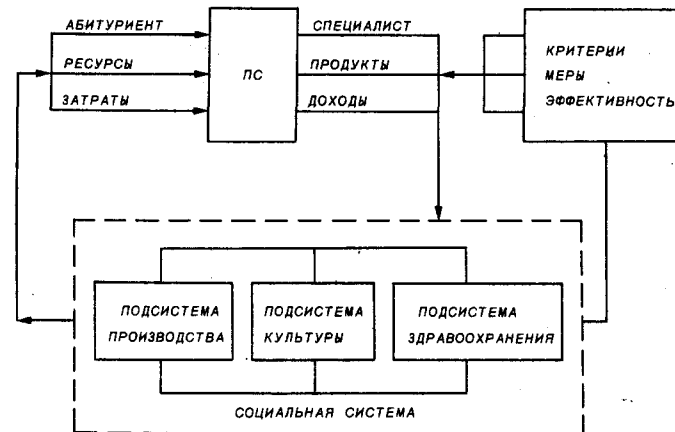 АБИТУРИЕНТ
РЕСУРСЫ
ЗАТРАТЫ
ПС
СПЕЦИАЛИСТ
ПРОДУКТЫ
ДОХОДЫ
КРИТЕРИИ
МЕРЫ
ЭФФЕКТИВНОСТЬ
ПОДСИСТЕМА
ПРОИЗВОДСТВА
ПОДСИСТЕМА
КУЛЬТУРЫ
ПОДСИСТЕМА
ЗДРАВООХРАНЕНИЯ
СОЦИАЛЬНАЯ СИСТЕМА